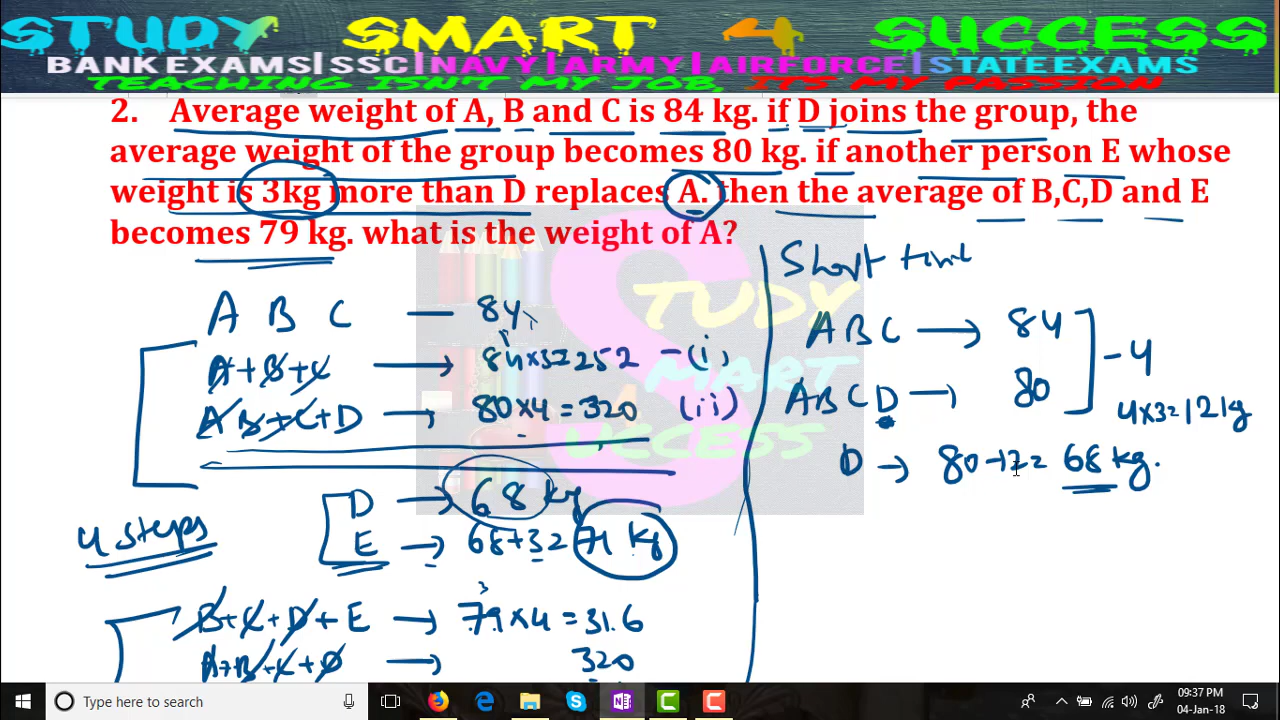 STUDY SMART 4 SUCCESS
BANK EXAMS|SSC|NAVY|ARMY|AIRFORCE|STATE EXAMS
TEACHING ISN'T MY JOB, IT'S MY PASSION
2. Average weight of A, B and C is 84 kg. if D joins the group, the
average weight of the group becomes 80 kg. if another person E whose
weight is 3kg more than D replaces A. then the average of B,C,D and E
becomes 79 kg. what is the weight of A?
STUDY
SMART
4
SUCCESS
A B C — 84
A+B+C → 84×3=252 -(i)
A B+C+D → 80×4=320 (ii)
D → 68 kg
E → 68+3=71 kg
4 steps
B+C+D+E → 79×4=316
A+B+C+D → 320
Short
A B C → 84
A B C D → 80
-4
4×3=12kg
D → 80-12=68 kg.
Type here to search
09:37 PM
04-Jan-18